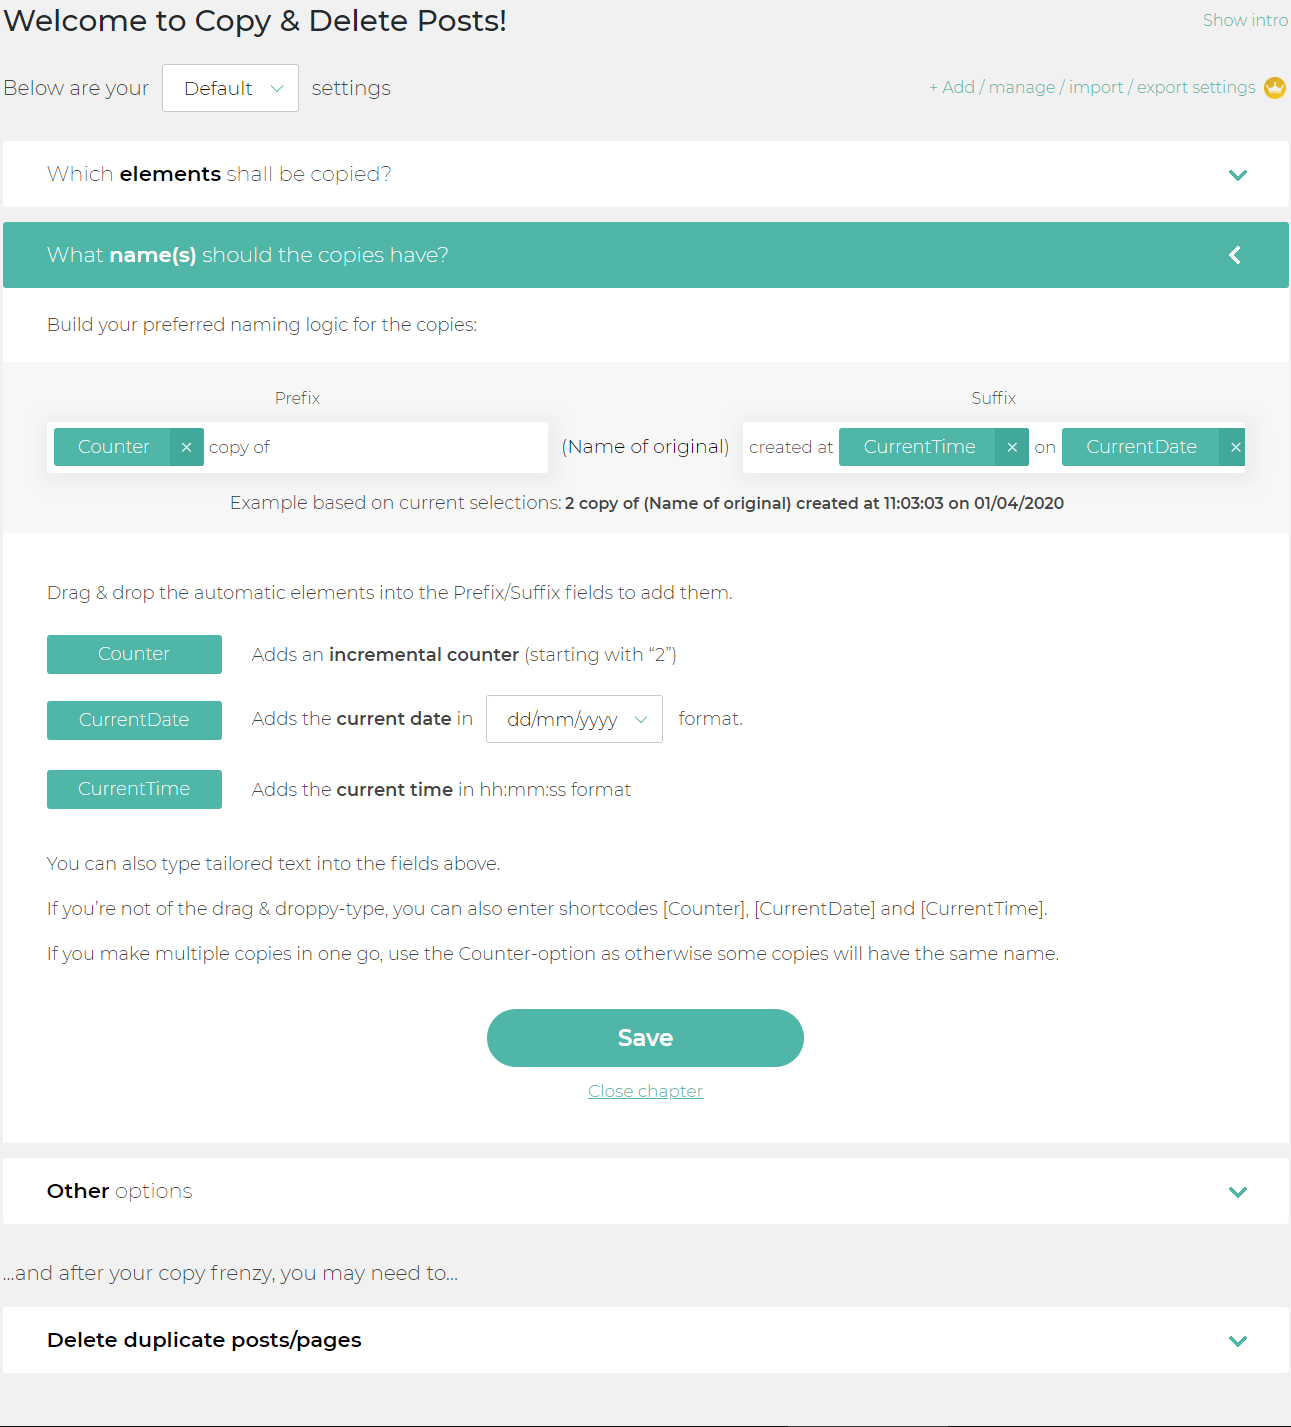 Welcome to Copy & Delete Posts!
Show intro
Below are your Default settings
+ Add / manage / import / export settings
Which elements shall be copied?
What name(s) should the copies have?
Build your preferred naming logic for the copies:
Prefix
Suffix
Counter × copy of (Name of original) created at CurrentTime × on CurrentDate ×
Example based on current selections: 2 copy of (Name of original) created at 11:03:03 on 01/04/2020
Drag & drop the automatic elements into the Prefix/Suffix fields to add them.
Counter Adds an incremental counter (starting with “2”)
CurrentDate Adds the current date in dd/mm/yyyy format.
CurrentTime Adds the current time in hh:mm:ss format
You can also type tailored text into the fields above.
If you’re not of the drag & droppy-type, you can also enter shortcodes [Counter], [CurrentDate] and [CurrentTime].
If you make multiple copies in one go, use the Counter-option as otherwise some copies will have the same name.
Save
Close chapter
Other options
...and after your copy frenzy, you may need to...
Delete duplicate posts/pages